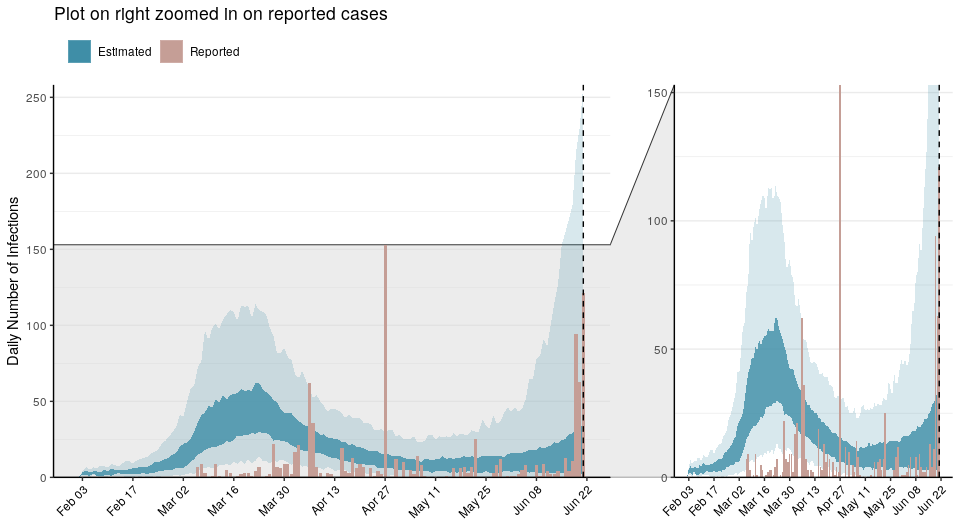 Plot on right zoomed in on reported cases
Estimated Reported
Daily Number of Infections
250
200
150
100
50
0
Feb 03 Feb 17 Mar 02 Mar 16 Mar 30 Apr 13 Apr 27 May 11 May 25 Jun 08 Jun 22
150
100
50
0
Feb 03 Feb 17 Mar 02 Mar 16 Mar 30 Apr 13 Apr 27 May 11 May 25 Jun 08 Jun 22